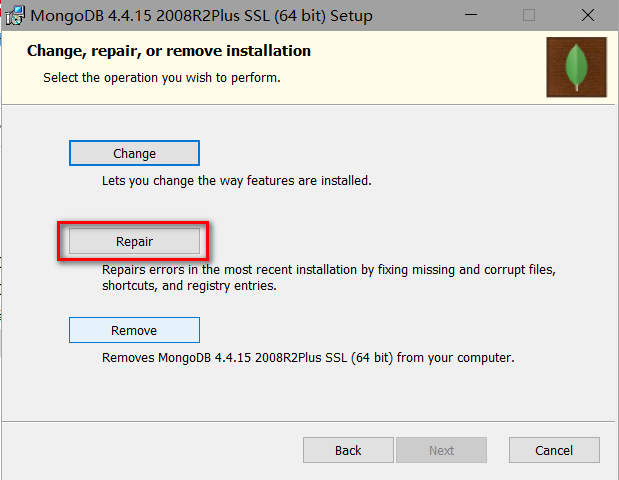 MongoDB 4.4.15 2008R2Plus SSL (64 bit) Setup
Change, repair, or remove installation
Select the operation you wish to perform.
Change
Lets you change the way features are installed.
Repair
Repairs errors in the most recent installation by fixing missing and corrupt files,
shortcuts, and registry entries.
Remove
Removes MongoDB 4.4.15 2008R2Plus SSL (64 bit) from your computer.
Back
Next
Cancel